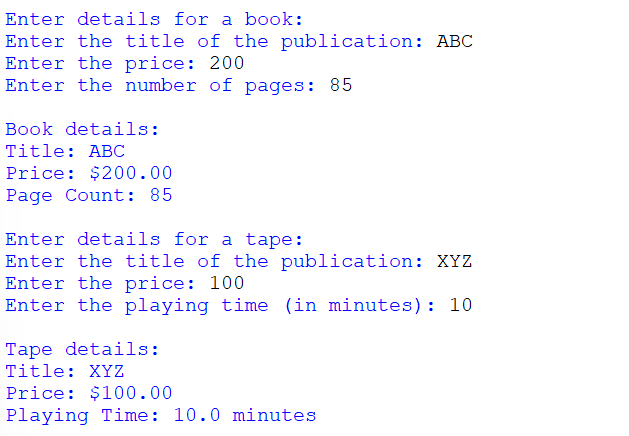 Enter details for a book:
Enter the title of the publication: ABC
Enter the price: 200
Enter the number of pages: 85
Book details:
Title: ABC
Price: $200.00
Page Count: 85
Enter details for a tape:
Enter the title of the publication: XYZ
Enter the price: 100
Enter the playing time (in minutes): 10
Tape details:
Title: XYZ
Price: $100.00
Playing Time: 10.0 minutes